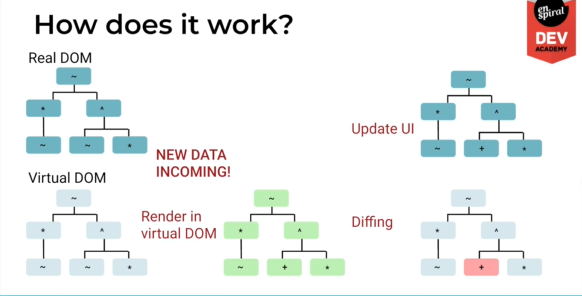 How does it work?
en
spiral
DEV
ACADEMY
Real DOM
~
* ^
~ ~ *
NEW DATA
INCOMING!
Update UI
~
* ^
~ + *
Virtual DOM
~
* ^
~ ~ *
Render in
virtual DOM
~
* ^
~ + *
Diffing
~
* ^
~ + *